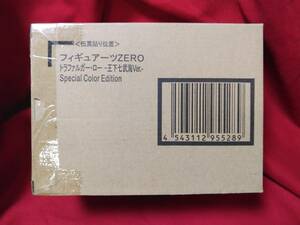 <伝票貼り位置>
フィギュアーツZERO
トラファルガー・ロー -王下七武海Ver.-
Special Color Edition
4 543112 955289